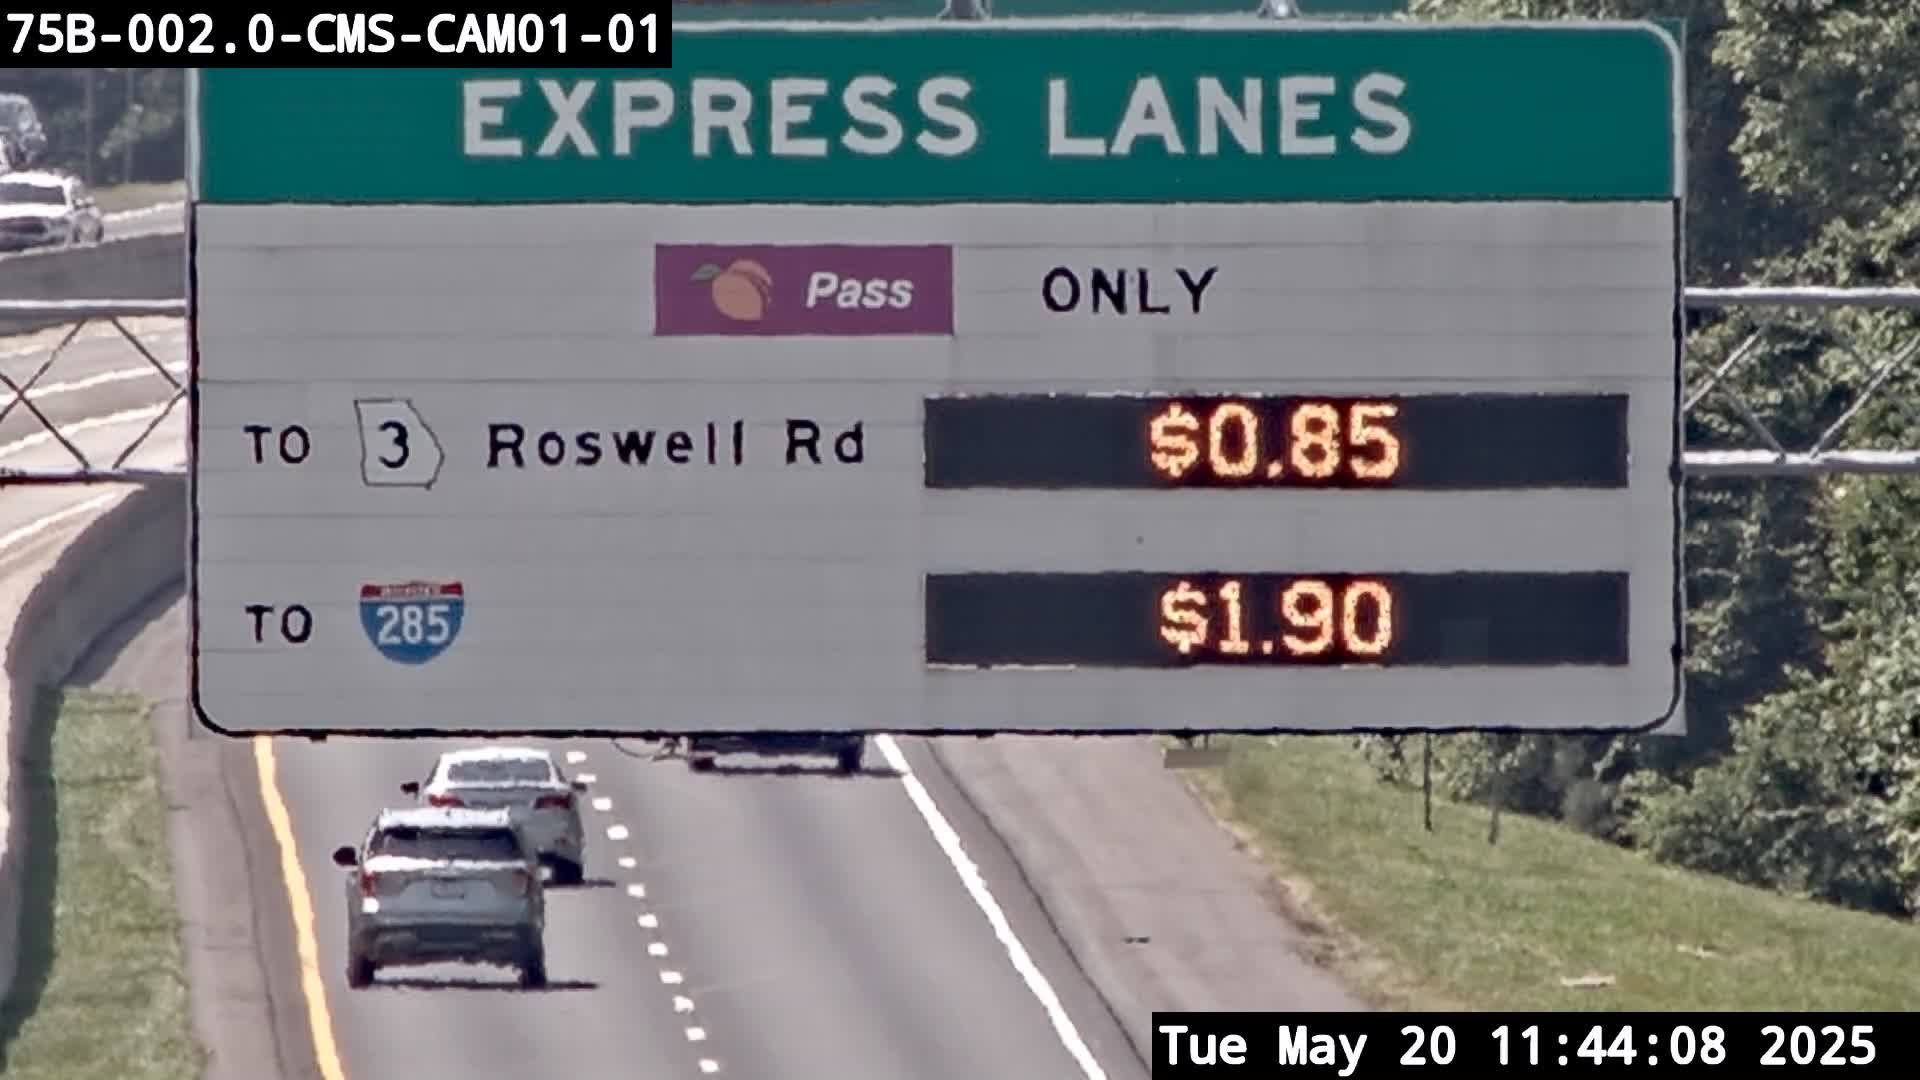 75B-002.0-CMS-CAM01-01
EXPRESS LANES
Pass ONLY
TO 3 Roswell Rd $0.85
TO 285 $1.90
Tue May 20 11:44:08 2025